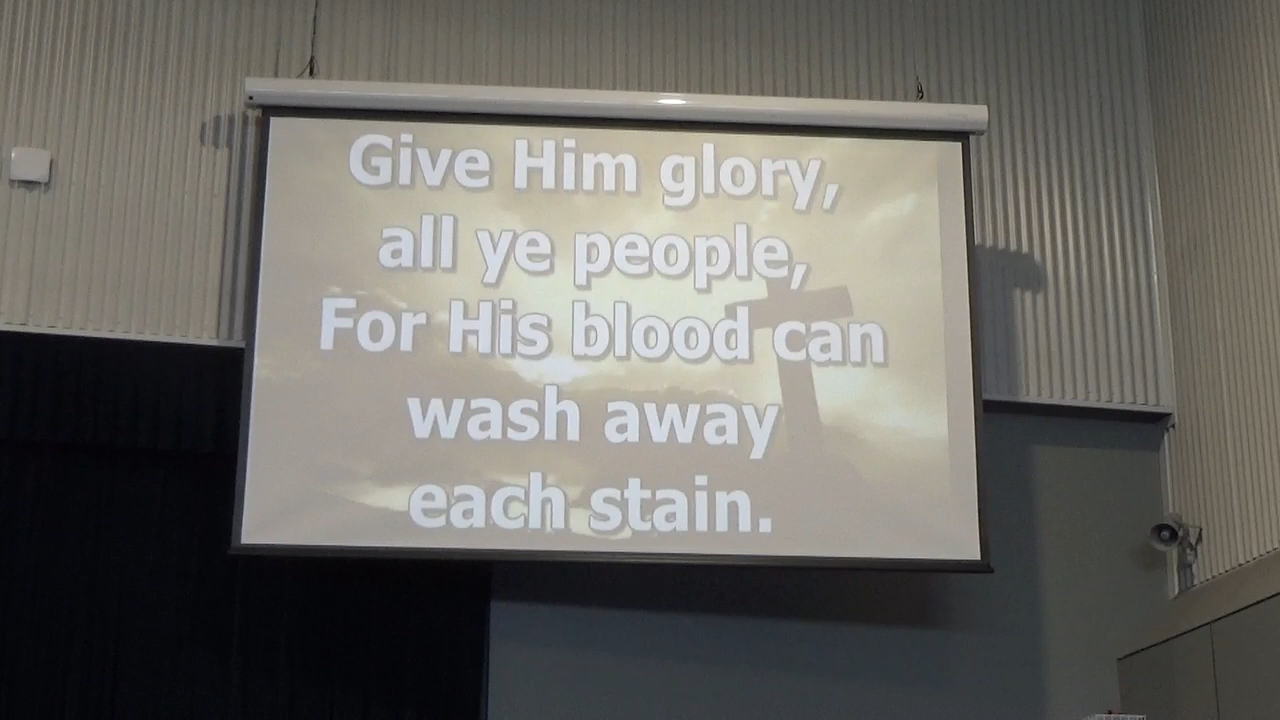 Give Him glory,
all ye people,
For His blood can
wash away
each stain.